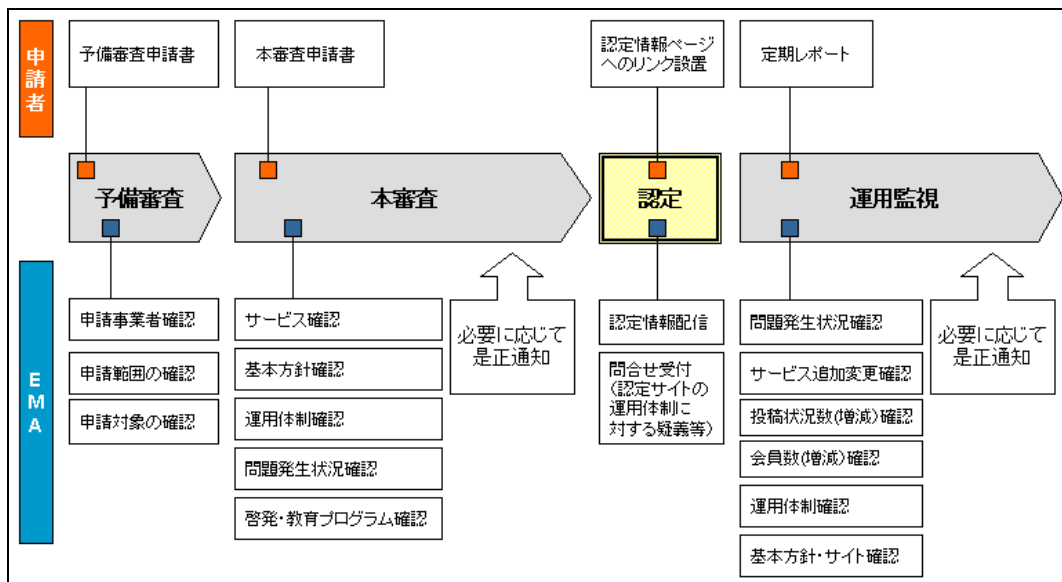 申請者
予備審査申請書
本審査申請書
認定情報ページ
へのリンク設置
定期レポート
予備審査
本審査
認定
運用監視
EMA
申請事業者確認
申請範囲の確認
申請対象の確認
サービス確認
基本方針確認
運用体制確認
問題発生状況確認
啓発・教育プログラム確認
必要に応じて
是正通知
認定情報配信
問合せ受付
(認定サイトの
運用体制に
対する疑義等)
問題発生状況確認
サービス追加変更確認
投稿状況数(増減)確認
会員数(増減)確認
運用体制確認
基本方針・サイト確認
必要に応じて
是正通知